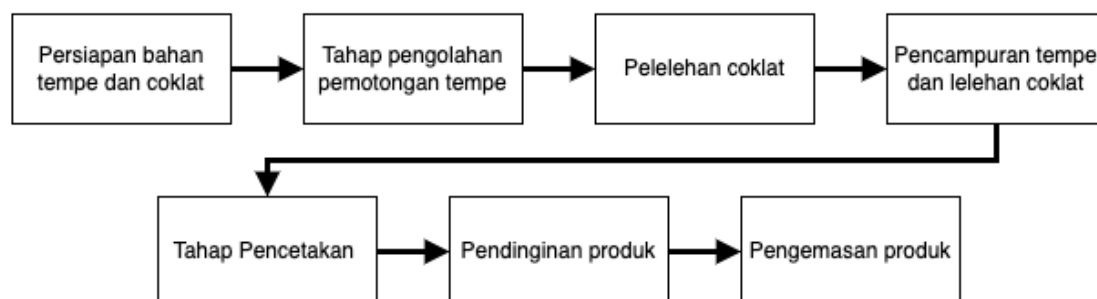 Persiapan bahan
tempe dan coklat
Tahap pengolahan
pemotongan tempe
Pelelehan coklat
Pencampuran tempe
dan lelehan coklat
Tahap Pencetakan
Pendinginan produk
Pengemasan produk